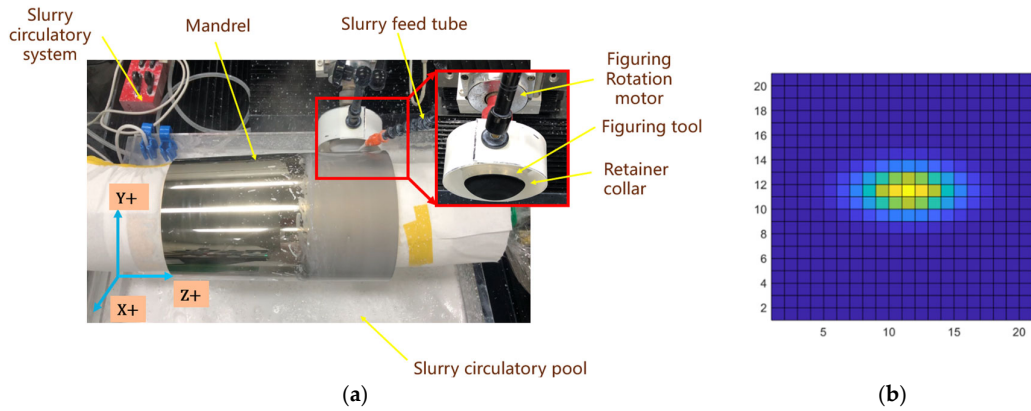 Slurry
circulatory
system
Mandrel
Slurry feed tube
Figuring
Rotation
motor
Figuring tool
Retainer
collar
Y+
Z+
X+
Slurry circulatory pool
(a)
20
18
16
14
12
10
8
6
4
2
5
10
15
20
(b)